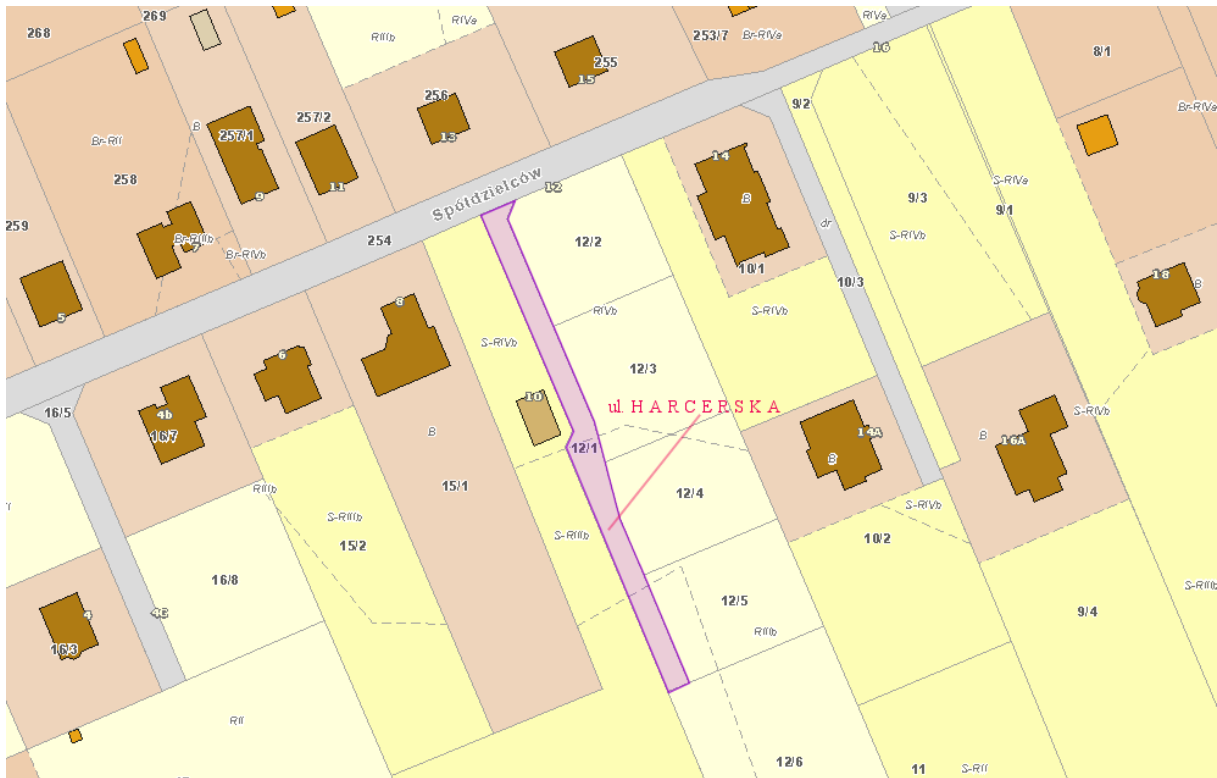 269
RIVa
RIVa
268
RIIIb
253/7
Br-RIVa
16
8/1
255
15
256
257/2
257/1
13
9/2
Br-RIVa
B
Br-RII
258
11
9
14
B
S-RIVa
9/3
9/1
Spółdzielców
12
259
Br-RIIIb
7
Br-RIVb
254
12/2
dr
S-RIVb
10/1
10/3
18
B
5
8
RIVb
S-RIVb
S-RIVb
6
12/3
10
ul. HARCERSKA
16/5
4b
16/7
S-RIVb
B
14A
B
B
16A
12/1
B
15/1
RIIIb
12/4
S-RIVb
S-RIIIb
15/2
S-RIIIb
10/2
16/8
S-RIIIb
12/5
9/4
4
4C
16/3
RIIIb
RII
12/6
11
S-RII